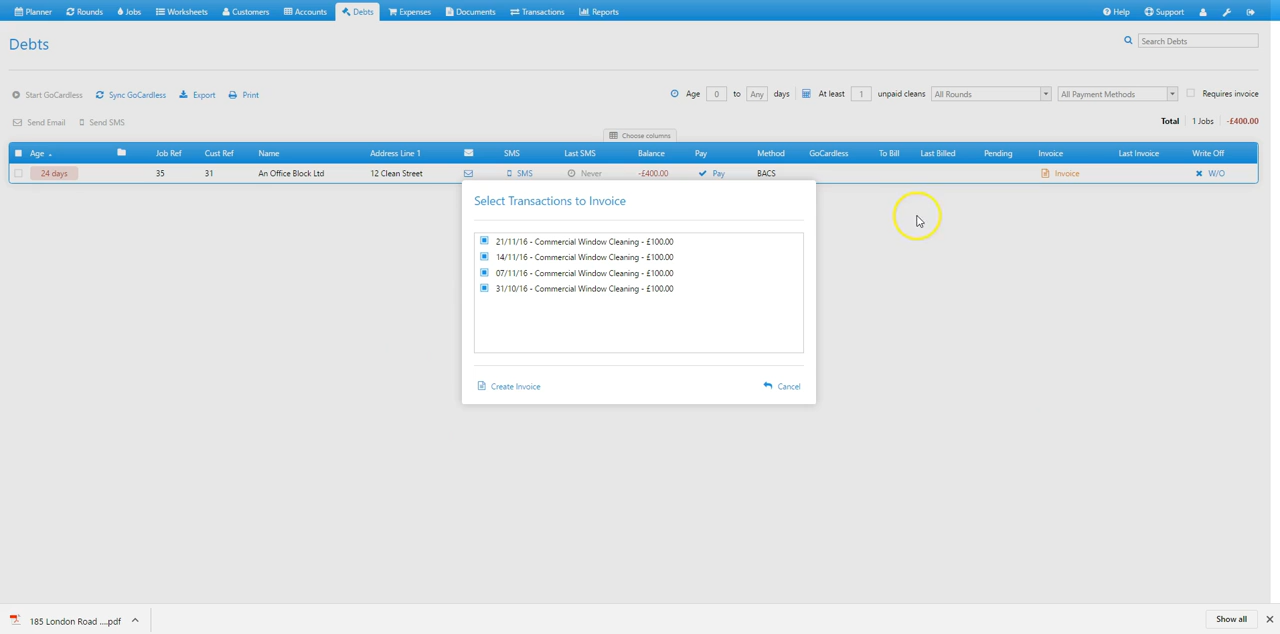 Planner Rounds Jobs Worksheets Customers Accounts Debts Expenses Documents Transactions Reports Help Support
Debts
Search Debts
Start GoCardless Sync GoCardless Export Print Age 0 to Any days At least 1 unpaid cleans All Rounds All Payment Methods Requires invoice
Send Email Send SMS Total 1 Jobs -£400.00
Choose columns
Age Job Ref Cust Ref Name Address Line 1 SMS Last SMS Balance Pay Method GoCardless To Bill Last Billed Pending Invoice Last Invoice Write Off
24 days 35 31 An Office Block Ltd 12 Clean Street SMS Never -£400.00 Pay BACS Invoice W/O
Select Transactions to Invoice
21/11/16 - Commercial Window Cleaning - £100.00
14/11/16 - Commercial Window Cleaning - £100.00
07/11/16 - Commercial Window Cleaning - £100.00
31/10/16 - Commercial Window Cleaning - £100.00
Create Invoice Cancel
185 London Road ....pdf Show all